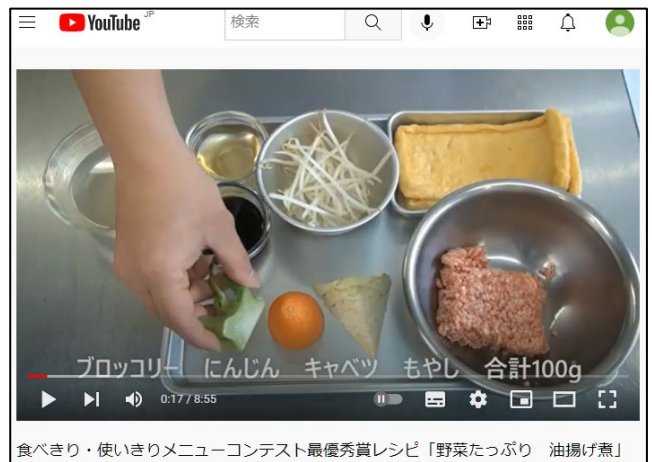 YouTube JP
検索
ブロッコリー にんじん キャベツ もやし 合計100g
0:17 / 8:55
食べきり・使いきりメニューコンテスト最優秀賞レシピ「野菜たっぷり　油揚げ煮」